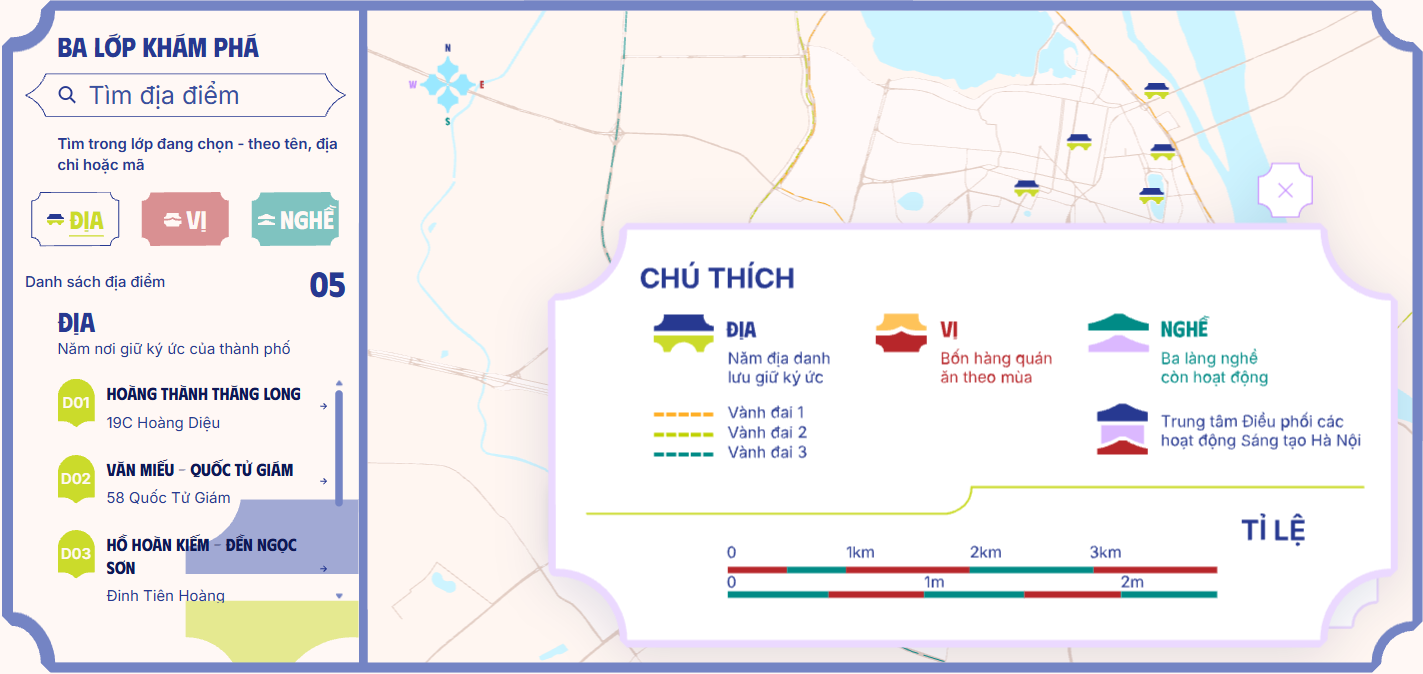 BA LỚP KHÁM PHÁ
Tìm địa điểm
Tìm trong lớp đang chọn - theo tên, địa
chỉ hoặc mã
ĐỊA
VỊ
NGHỀ
Danh sách địa điểm
05
ĐỊA
Năm nơi giữ ký ức của thành phố
D01
HOÀNG THÀNH THĂNG LONG
19C Hoàng Diệu
D02
VĂN MIẾU - QUỐC TỬ GIÁM
58 Quốc Tử Giám
D03
HỒ HOÀN KIẾM - ĐỀN NGỌC
SƠN
Đinh Tiên Hoàng
N
W
E
S
CHÚ THÍCH
ĐỊA
Năm địa danh
lưu giữ ký ức
VỊ
Bốn hàng quán
ăn theo mùa
NGHỀ
Ba làng nghề
còn hoạt động
Vành đai 1
Vành đai 2
Vành đai 3
Trung tâm Điều phối các
hoạt động Sáng tạo Hà Nội
TỈ LỆ
0 1km 2km 3km
0 1m 2m